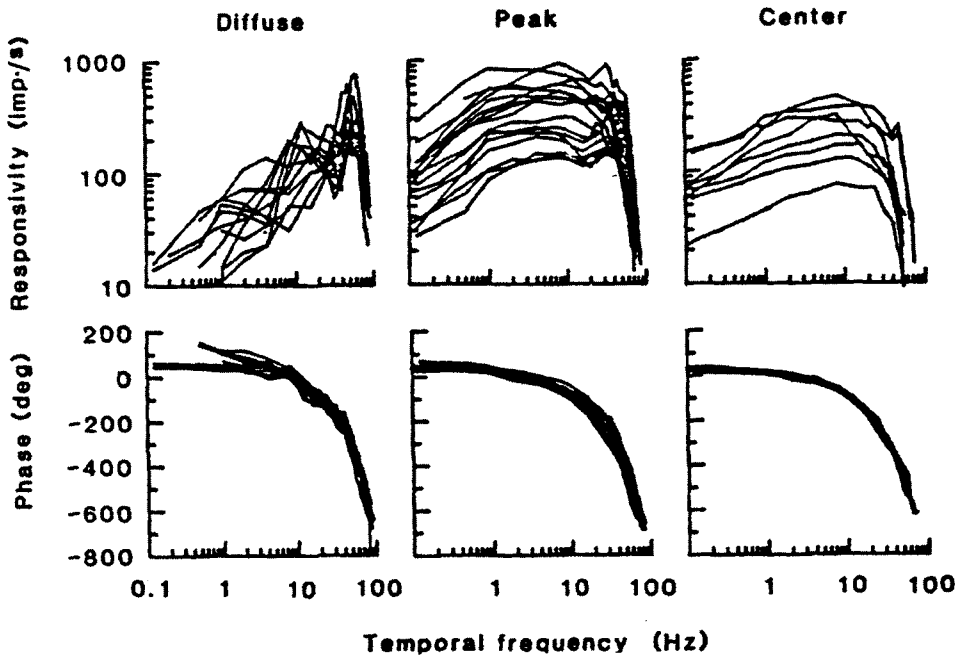 Diffuse Peak Center
Responsivity (imp·/s)
1000
100
10
Phase (deg)
200
0
-200
-400
-600
-800
0.1 1 10 100 1 10 100 1 10 100
Temporal frequency (Hz)